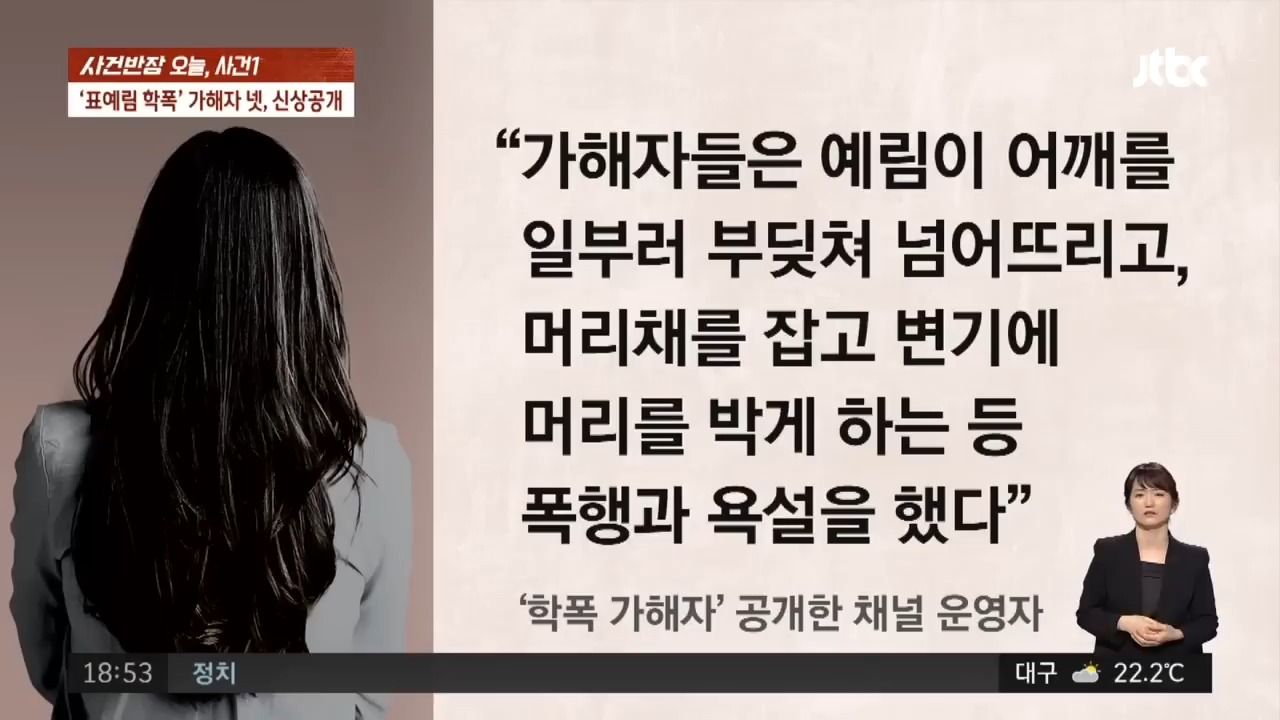 사건반장 오늘, 사건1
‘표예림 학폭’ 가해자 넷, 신상공개
jtbc
“가해자들은 예림이 어깨를
일부러 부딪쳐 넘어뜨리고,
머리채를 잡고 변기에
머리를 박게 하는 등
폭행과 욕설을 했다”
‘학폭 가해자’ 공개한 채널 운영자
18:53 정치 대구 22.2℃